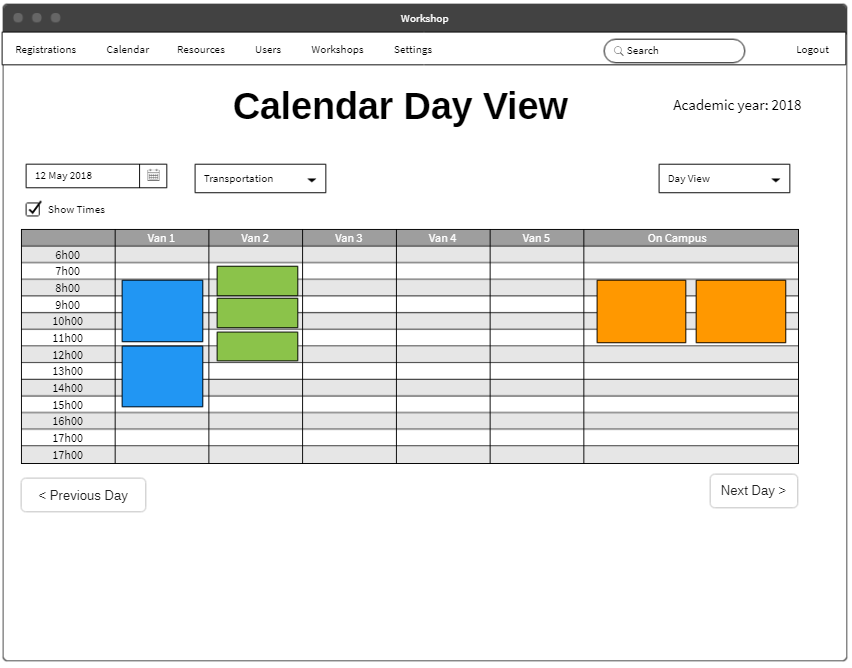 Workshop
Registrations Calendar Resources Users Workshops Settings Search Logout
Calendar Day View
Academic year: 2018
12 May 2018 Transportation Day View
Show Times
Van 1 Van 2 Van 3 Van 4 Van 5 On Campus
6h00
7h00
8h00
9h00
10h00
11h00
12h00
13h00
14h00
15h00
16h00
17h00
17h00
< Previous Day
Next Day >